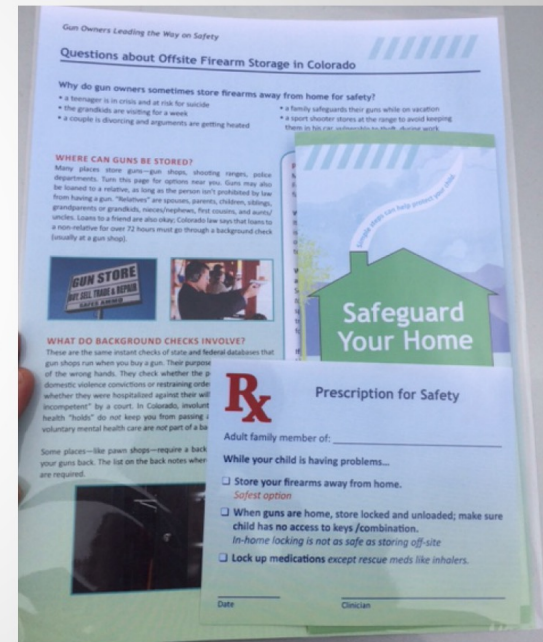 Gun Owners Leading the Way on Safety
Questions about Offsite Firearm Storage in Colorado
Why do gun owners sometimes store firearms away from home for safety?
• a teenager is in crisis and at risk for suicide
• the grandkids are visiting for a week
• a couple is divorcing and arguments are getting heated
• a family safeguards their guns while on vacation
• a sport shooter stores at the range to avoid keeping
them in his car vulnerable to theft during work
WHERE CAN GUNS BE STORED?
Many places store guns—gun shops, shooting ranges, police
departments. Turn this page for options near you. Guns may also
be loaned to a relative, as long as the person isn't prohibited by law
from having a gun. "Relatives" are spouses, parents, children, siblings,
grandparents or grandkids, nieces/nephews, first cousins, and aunts/
uncles. Loans to a friend are also okay; Colorado law says that loans to
a non-relative for over 72 hours must go through a background check
(usually at a gun shop).
GUN STORE
BUY SELL TRADE & REPAIR
SAFES AMMO
WHAT DO BACKGROUND CHECKS INVOLVE?
These are the same instant checks of state and federal databases that
gun shops run when you buy a gun. Their purpose
of the wrong hands. They check whether the p
domestic violence convictions or restraining orde
whether they were hospitalized against their will
incompetent" by a court. In Colorado, involunt
health "holds" do not keep you from passing a
voluntary mental health care are not part of a ba
Some places—like pawn shops—require a back
your guns back. The list on the back notes wher
are required.
Simple steps can help protect your child
Safeguard
Your Home
Rx
Prescription for Safety
Adult family member of:
While your child is having problems...
Store your firearms away from home.
Safest option
When guns are home, store locked and unloaded; make sure
child has no access to keys /combination.
In-home locking is not as safe as storing off-site
Lock up medications except rescue meds like inhalers.
Date
Clinician